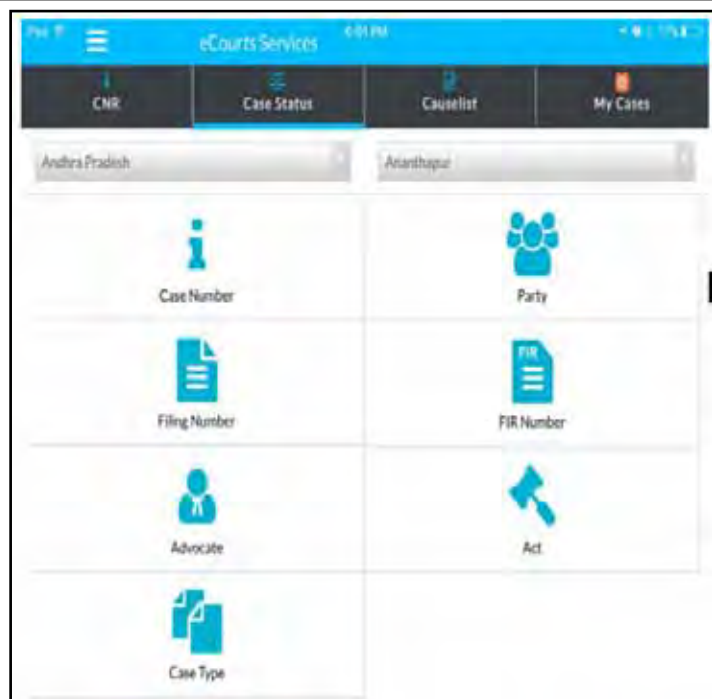 eCourts Services
CNR
Case Status
Causelist
My Cases
Andhra Pradesh
Ananthapur
Case Number
Party
Filing Number
FIR
FIR Number
Advocate
Act
Case Type